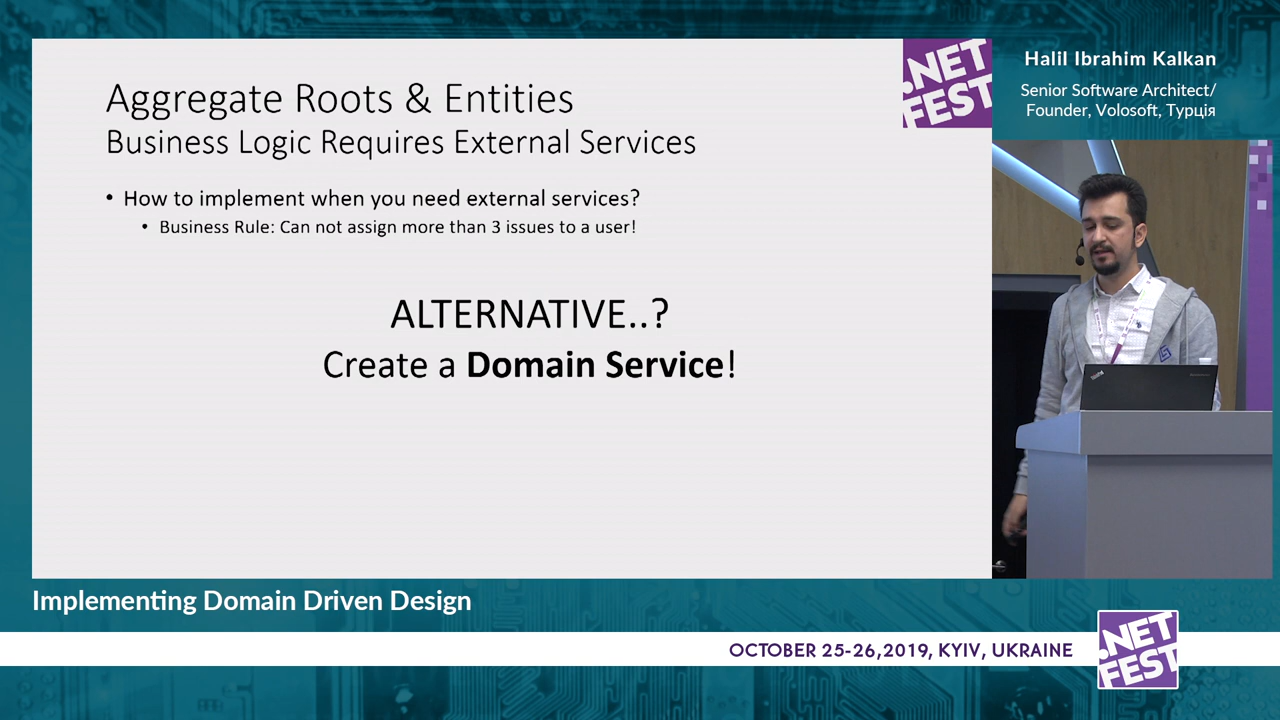 Aggregate Roots & Entities
Business Logic Requires External Services
• How to implement when you need external services?
• Business Rule: Can not assign more than 3 issues to a user!
ALTERNATIVE..?
Create a Domain Service!
.NET
FEST
Halil Ibrahim Kalkan
Senior Software Architect/
Founder, Volosoft, Турція
Implementing Domain Driven Design
OCTOBER 25-26,2019, KYIV, UKRAINE
.NET
FEST